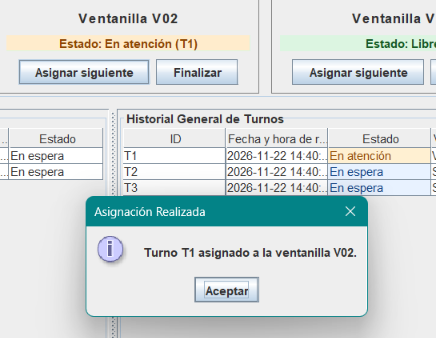 Ventanilla V02
Ventanilla V
Estado: En atención (T1)
Estado: Libre
Asignar siguiente
Finalizar
Asignar siguiente
Historial General de Turnos
... Estado
ID Fecha y hora de r... Estado
... En espera
T1 2026-11-22 14:40:... En atención
... En espera
T2 2026-11-22 14:40:... En espera
T3 2026-11-22 14:40:... En espera
Asignación Realizada
Turno T1 asignado a la ventanilla V02.
Aceptar